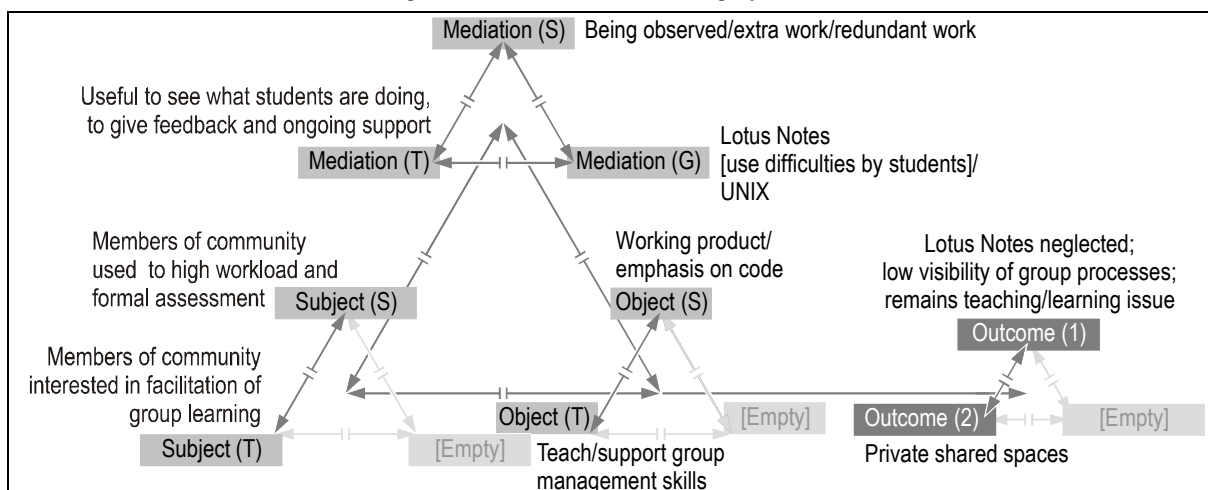 Mediation (S)
Being observed/extra work/redundant work
Useful to see what students are doing,
to give feedback and ongoing support
Mediation (T)
Mediation (G)
Lotus Notes
[use difficulties by students]/
UNIX
Members of community
used to high workload and
formal assessment
Subject (S)
Working product/
emphasis on code
Object (S)
Lotus Notes neglected;
low visibility of group processes;
remains teaching/learning issue
Outcome (1)
Members of community
interested in facilitation of
group learning
Subject (T)
[Empty]
Object (T)
[Empty]
Teach/support group
management skills
Outcome (2)
[Empty]
Private shared spaces